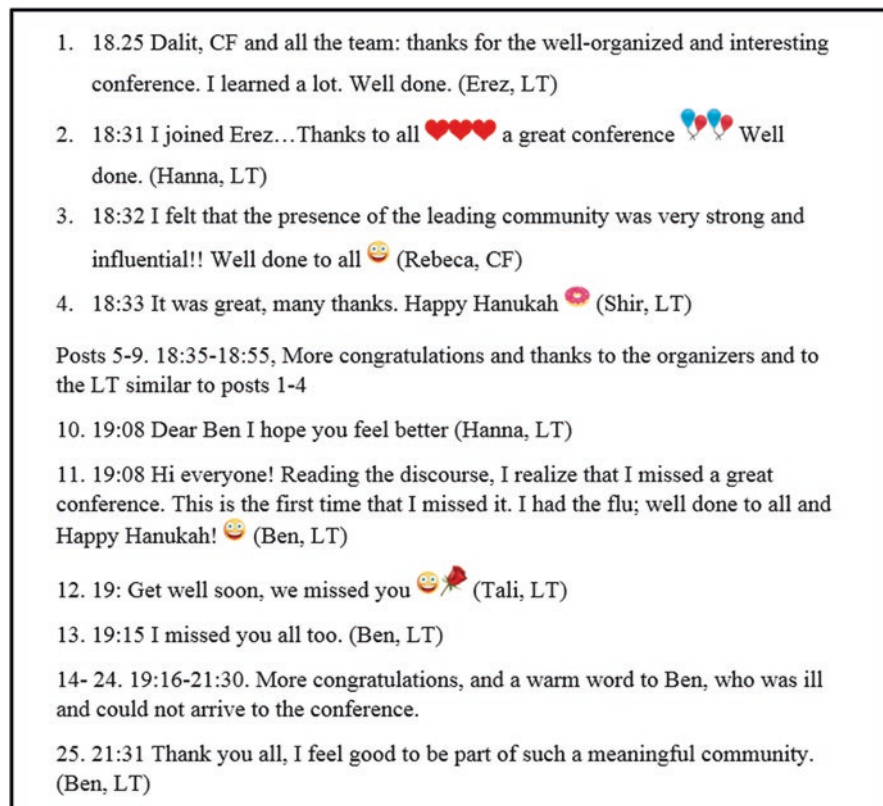 1. 18.25 Dalit, CF and all the team: thanks for the well-organized and interesting
conference. I learned a lot. Well done. (Erez, LT)
2. 18:31 I joined Erez…Thanks to all ❤❤❤ a great conference 🎈🎈 Well
done. (Hanna, LT)
3. 18:32 I felt that the presence of the leading community was very strong and
influential!! Well done to all 😀 (Rebeca, CF)
4. 18:33 It was great, many thanks. Happy Hanukah 🍩 (Shir, LT)
Posts 5-9. 18:35-18:55, More congratulations and thanks to the organizers and to
the LT similar to posts 1-4
10. 19:08 Dear Ben I hope you feel better (Hanna, LT)
11. 19:08 Hi everyone! Reading the discourse, I realize that I missed a great
conference. This is the first time that I missed it. I had the flu; well done to all and
Happy Hanukah! 😀 (Ben, LT)
12. 19: Get well soon, we missed you 😀🌹 (Tali, LT)
13. 19:15 I missed you all too. (Ben, LT)
14- 24. 19:16-21:30. More congratulations, and a warm word to Ben, who was ill
and could not arrive to the conference.
25. 21:31 Thank you all, I feel good to be part of such a meaningful community.
(Ben, LT)